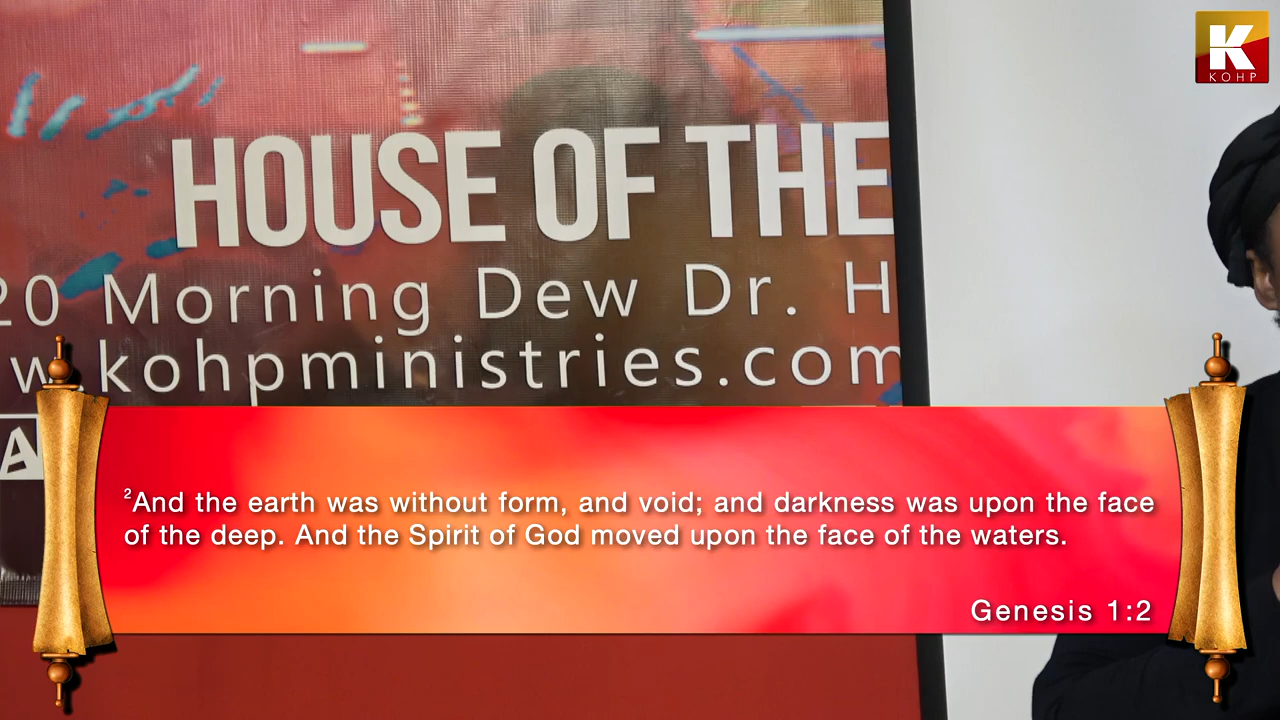 K
KOHP
HOUSE OF THE
20 Morning Dew Dr. H
w.kohpministries.com
A
²And the earth was without form, and void; and darkness was upon the face
of the deep. And the Spirit of God moved upon the face of the waters.
Genesis 1:2